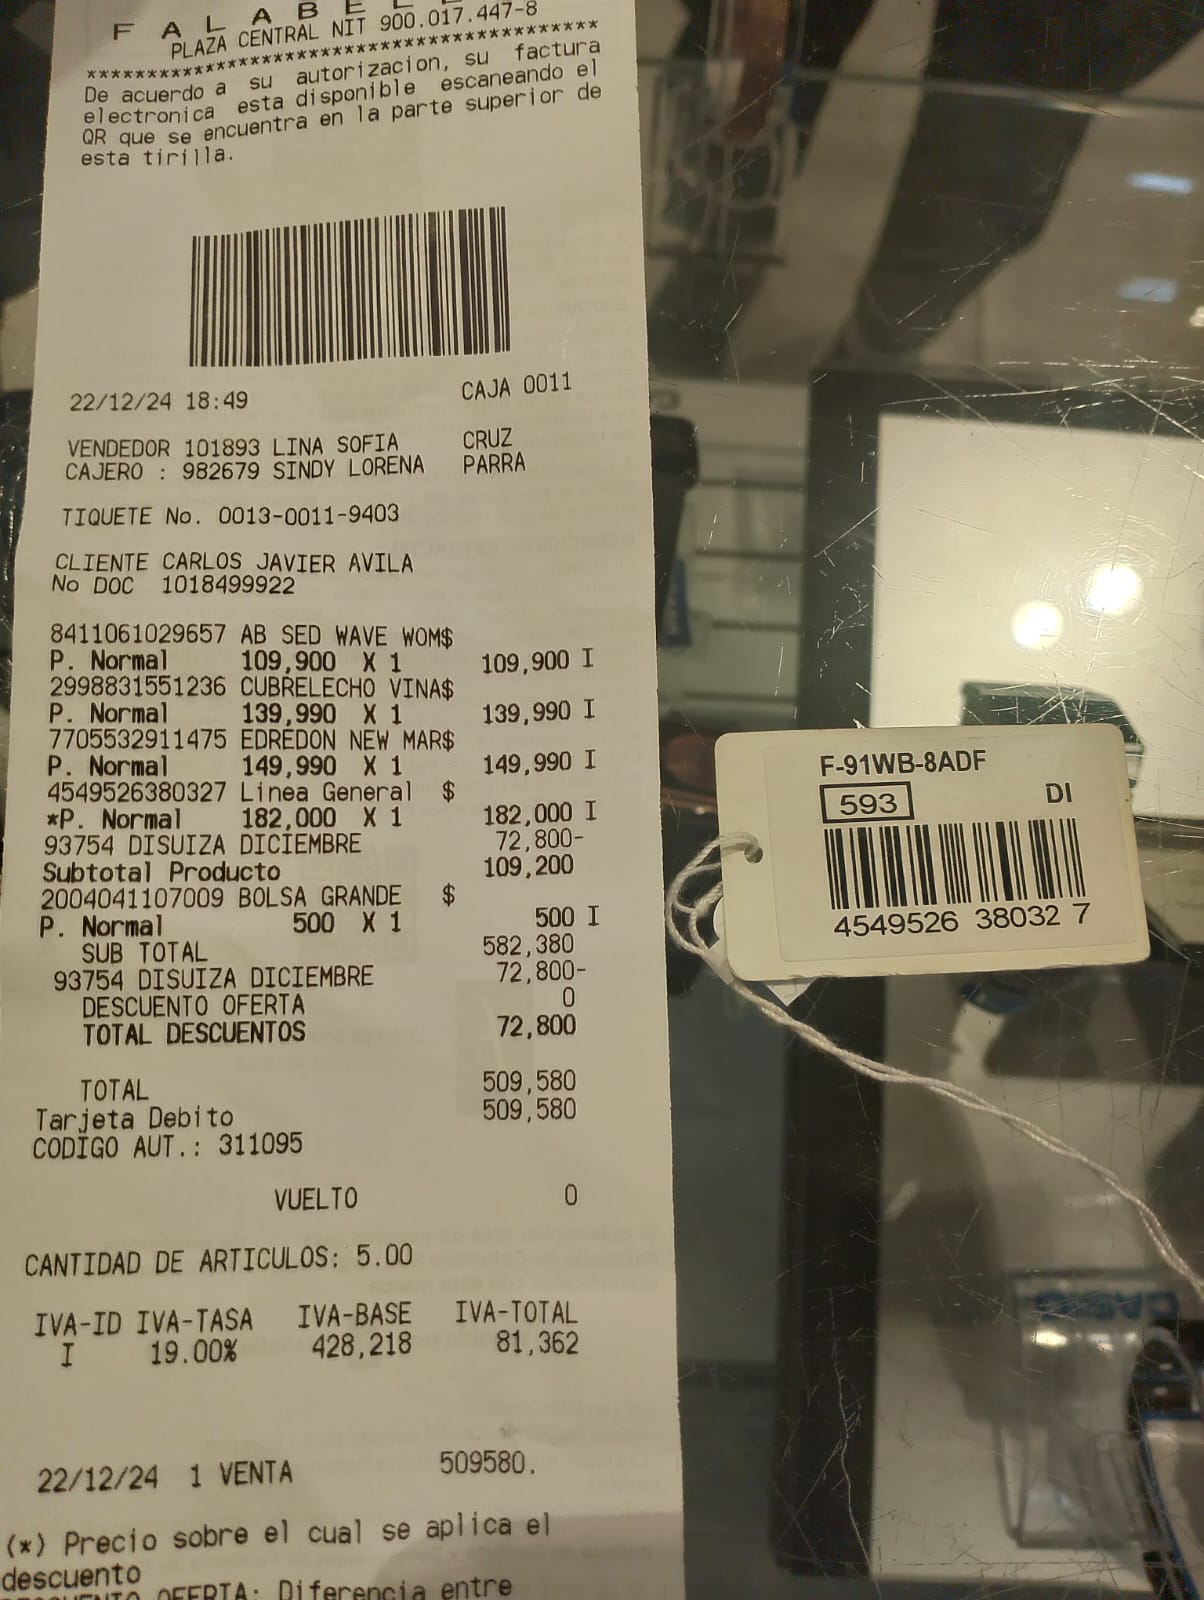 F A L A B E L
PLAZA CENTRAL NIT 900.017.447-8
******************************************
De acuerdo a su autorizacion, su factura
electronica esta disponible escaneando el
QR que se encuentra en la parte superior de
esta tirilla.
22/12/24 18:49 CAJA 0011
VENDEDOR 101893 LINA SOFIA CRUZ
CAJERO : 982679 SINDY LORENA PARRA
TIQUETE No. 0013-0011-9403
CLIENTE CARLOS JAVIER AVILA
No DOC 1018499922
8411061029657 AB SED WAVE WOM$
P. Normal 109,900 X 1 109,900 I
2998831551236 CUBRELECHO VINA$
P. Normal 139,990 X 1 139,990 I
7705532911475 EDREDON NEW MAR$
P. Normal 149,990 X 1 149,990 I
4549526380327 Linea General $
*P. Normal 182,000 X 1 182,000 I
93754 DISUIZA DICIEMBRE 72,800-
Subtotal Producto 109,200
2004041107009 BOLSA GRANDE $
P. Normal 500 X 1 500 I
SUB TOTAL 582,380
93754 DISUIZA DICIEMBRE 72,800-
DESCUENTO OFERTA 0
TOTAL DESCUENTOS 72,800
TOTAL 509,580
Tarjeta Debito 509,580
CODIGO AUT.: 311095
VUELTO 0
CANTIDAD DE ARTICULOS: 5.00
IVA-ID IVA-TASA IVA-BASE IVA-TOTAL
I 19.00% 428,218 81,362
22/12/24 1 VENTA 509580.
(*) Precio sobre el cual se aplica el
descuento
OFERTA: Diferencia entre
F-91WB-8ADF
593 DI
4549526 38032 7